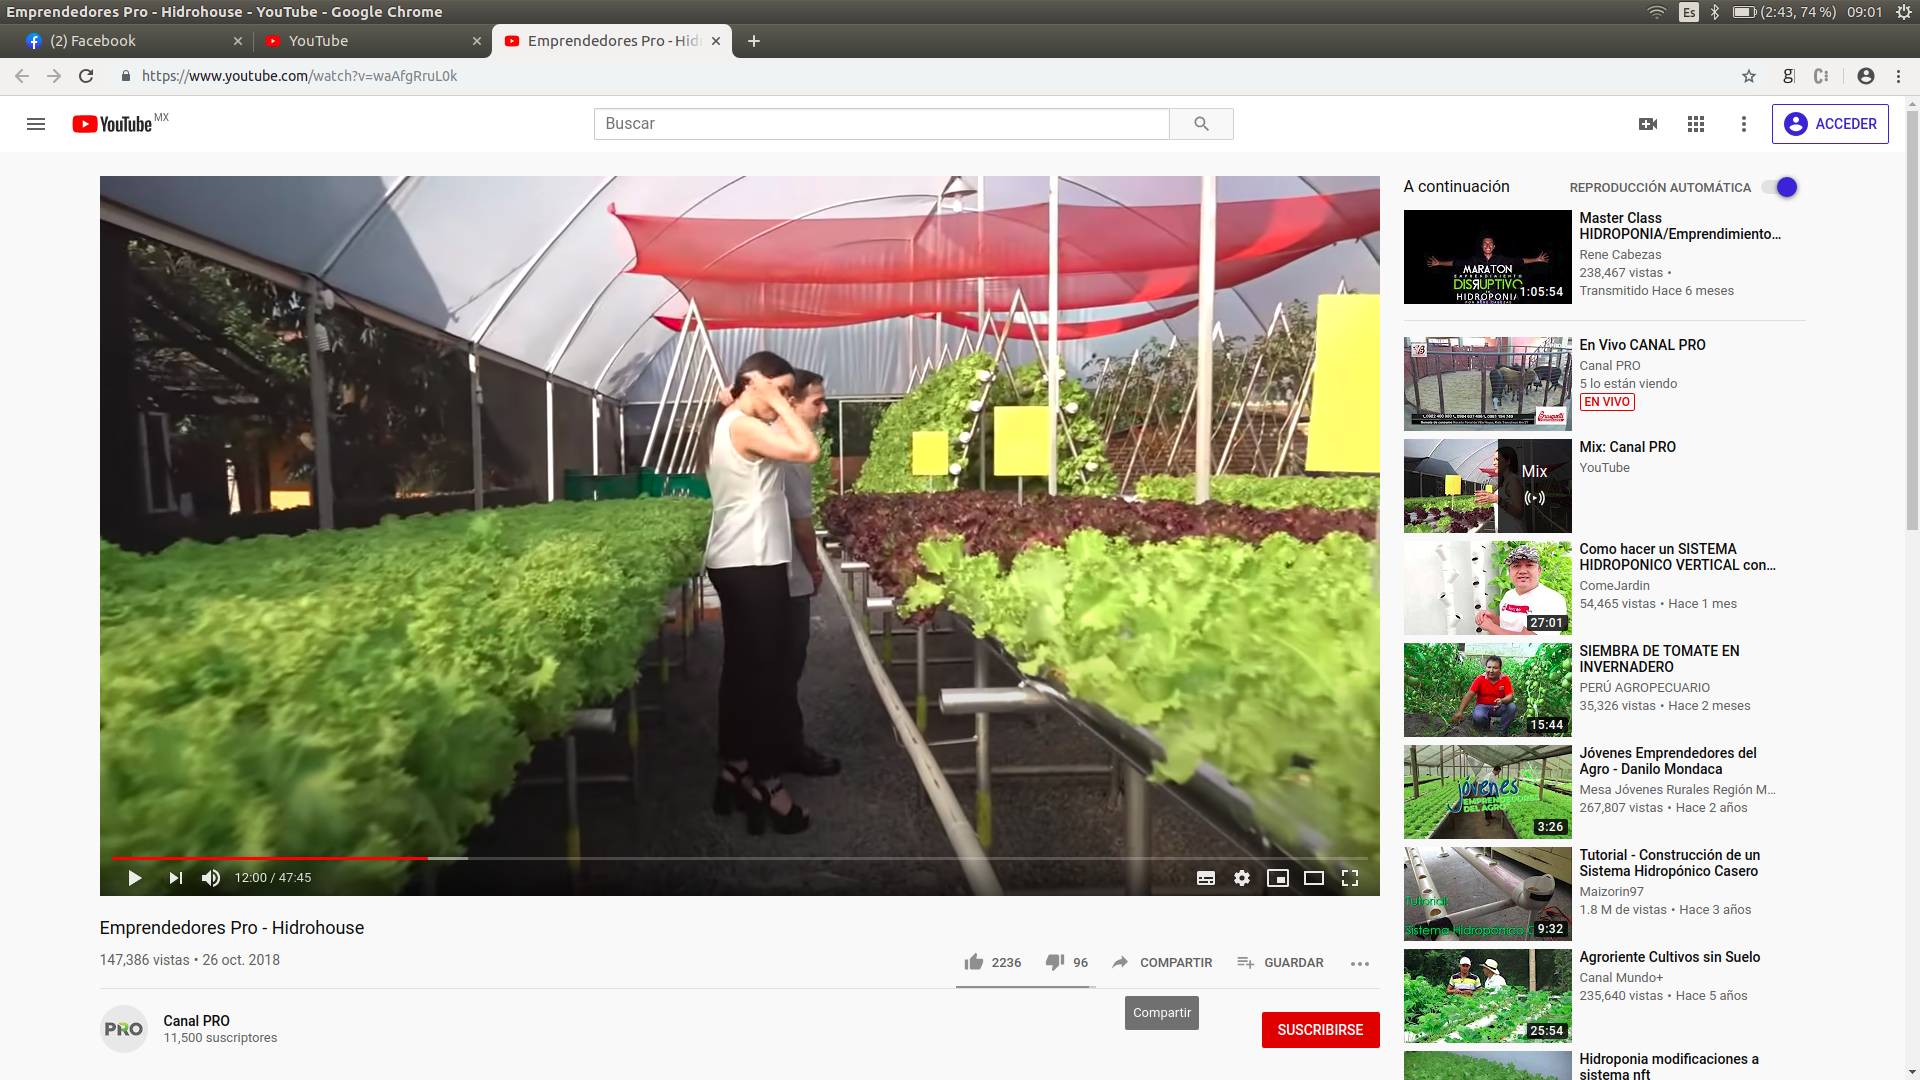 Emprendedores Pro - Hidrohouse - YouTube - Google Chrome
Es
(2:43, 74 %)
09:01
(2) Facebook
YouTube
Emprendedores Pro - Hid
https://www.youtube.com/watch?v=waAfgRruL0k
YouTube MX
Buscar
ACCEDER
12:00 / 47:45
Emprendedores Pro - Hidrohouse
147,386 vistas • 26 oct. 2018
2236
96
COMPARTIR
GUARDAR
Compartir
PRO
Canal PRO
11,500 suscriptores
SUSCRIBIRSE
A continuación
REPRODUCCIÓN AUTOMÁTICA
MARATON
EMPRENDIMIENTO
DISRUPTIVO
HIDROPONIA
1:05:54
Master Class
HIDROPONIA/Emprendimiento...
Rene Cabezas
238,467 vistas •
Transmitido Hace 6 meses
En Vivo CANAL PRO
Canal PRO
5 lo están viendo
EN VIVO
Mix
Mix: Canal PRO
YouTube
27:01
Como hacer un SISTEMA
HIDROPONICO VERTICAL con...
ComeJardin
54,465 vistas • Hace 1 mes
15:44
SIEMBRA DE TOMATE EN
INVERNADERO
PERÚ AGROPECUARIO
35,326 vistas • Hace 2 meses
Jóvenes
EMPRENDEDORES
DEL AGRO
3:26
Jóvenes Emprendedores del
Agro - Danilo Mondaca
Mesa Jóvenes Rurales Región M...
267,807 vistas • Hace 2 años
Tutorial
Sistema Hidropónico C
9:32
Tutorial - Construcción de un
Sistema Hidropónico Casero
Maizorin97
1.8 M de vistas • Hace 3 años
25:54
Agroriente Cultivos sin Suelo
Canal Mundo+
235,640 vistas • Hace 5 años
Hidroponia modificaciones a
sistema nft